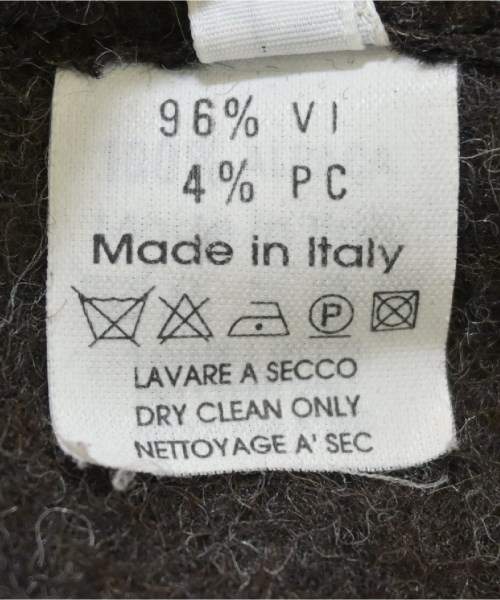 96% VI
4% PC
Made in Italy
P
LAVARE A SECCO
DRY CLEAN ONLY
NETTOYAGE A' SEC